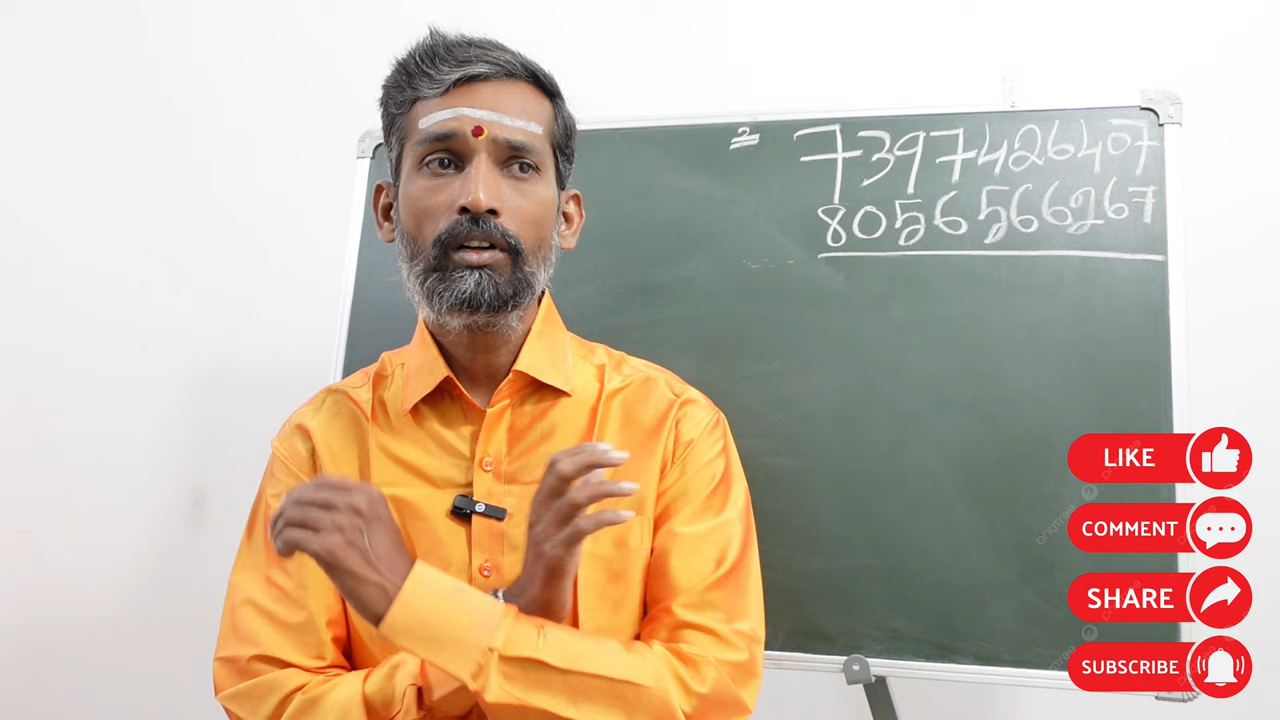 = 7397426407
8056566267
LIKE
COMMENT
SHARE
SUBSCRIBE